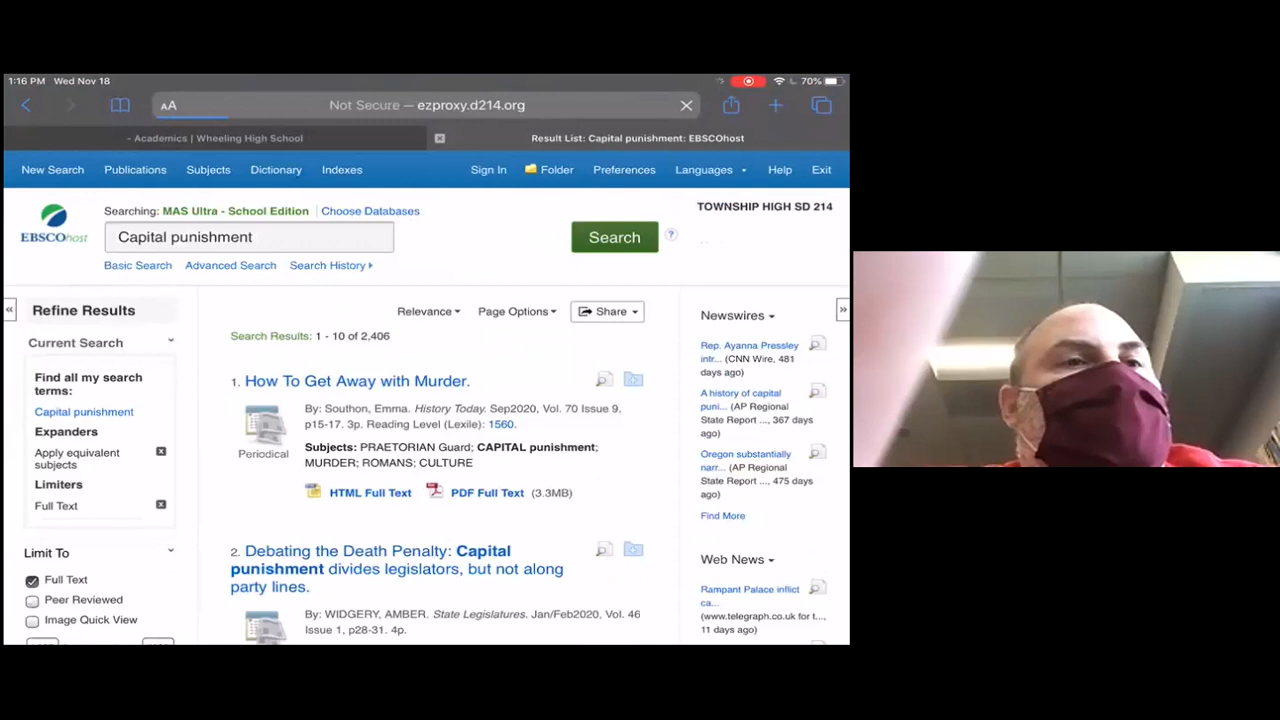 1:16 PM Wed Nov 18
70%
AA
Not Secure — ezproxy.d214.org
- Academics | Wheeling High School
Result List: Capital punishment: EBSCOhost
New Search Publications Subjects Dictionary Indexes Sign In Folder Preferences Languages Help Exit
Searching: MAS Ultra - School Edition | Choose Databases
TOWNSHIP HIGH SD 214
EBSCOhost
Capital punishment
Search
?
Basic Search Advanced Search Search History
« Refine Results
Relevance Page Options Share
»
Current Search
Find all my search
terms:
Capital punishment
Expanders
Apply equivalent
subjects
Limiters
Full Text
Limit To
Full Text
Peer Reviewed
Image Quick View
Search Results: 1 - 10 of 2,406
1. How To Get Away with Murder.
By: Southon, Emma. History Today. Sep2020, Vol. 70 Issue 9,
p15-17. 3p. Reading Level (Lexile): 1560.
Periodical
Subjects: PRAETORIAN Guard; CAPITAL punishment;
MURDER; ROMANS; CULTURE
HTML Full Text PDF Full Text (3.3MB)
2. Debating the Death Penalty: Capital
punishment divides legislators, but not along
party lines.
By: WIDGERY, AMBER. State Legislatures. Jan/Feb2020, Vol. 46
Issue 1, p28-31. 4p.
Newswires
Rep. Ayanna Pressley
intr... (CNN Wire, 481
days ago)
A history of capital
puni... (AP Regional
State Report ..., 367 days
ago)
Oregon substantially
narr... (AP Regional
State Report ..., 475 days
ago)
Find More
Web News
Rampant Palace inflict
ca...
(www.telegraph.co.uk for t...,
11 days ago)